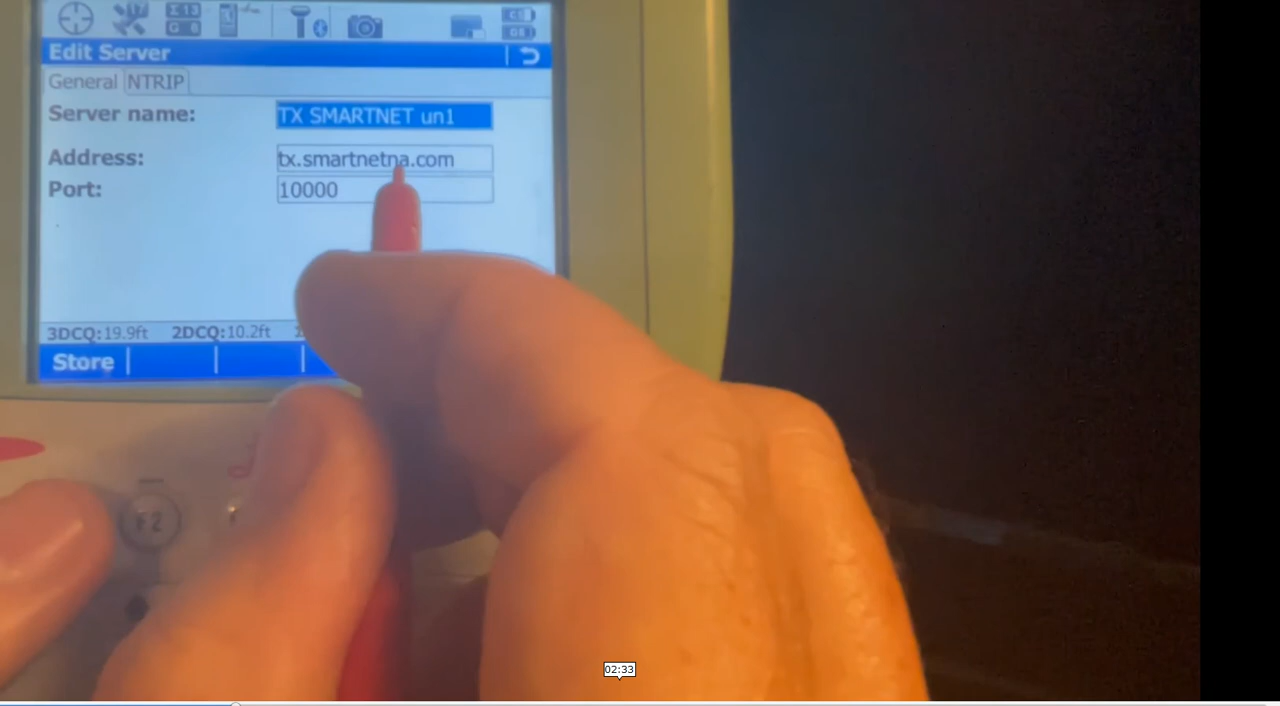 Edit Server
General NTRIP
Server name: TX SMARTNET un1
Address: tx.smartnetna.com
Port: 10000
3DCQ:19.9ft 2DCQ:10.2ft
Store
F2
02:33